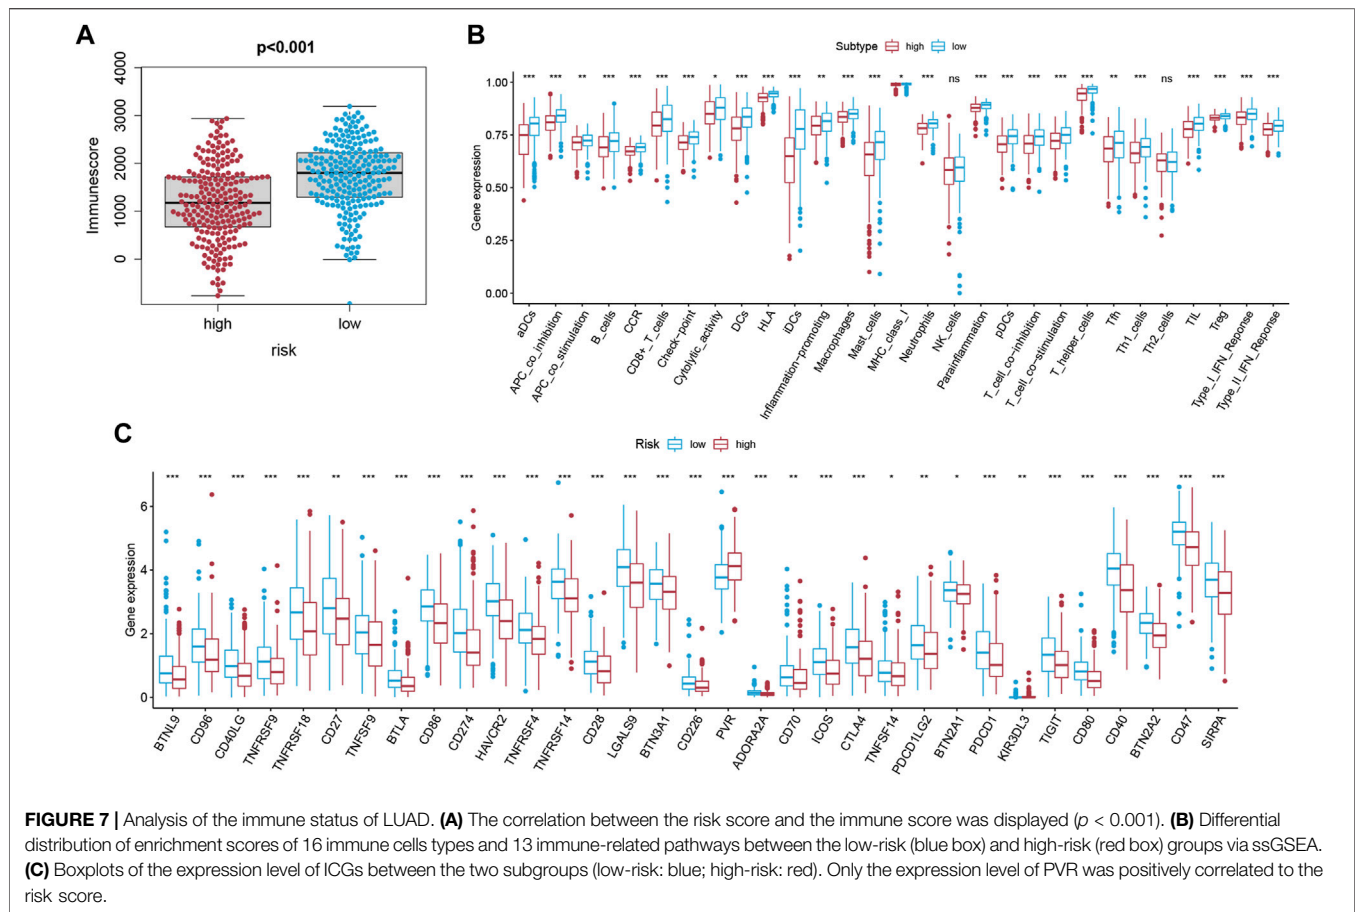 A
p<0.001
Immunescore
4000
3000
2000
1000
0
high
low
risk
B
Subtype high low
*** *** ** *** *** *** *** * *** *** *** ** *** *** * *** ns *** *** *** *** *** ** *** ns *** *** *** ***
Gene expression
1.00
0.75
0.50
0.25
0.00
aDCs
APC_co_inhibition
APC_co_stimulation
B_cells
CCR
CD8+_T_cells
Check-point
Cytolytic_activity
DCs
HLA
iDCs
Inflammation-promoting
Macrophages
Mast_cells
MHC_class_I
Neutrophils
NK_cells
Parainflammation
pDCs
T_cell_co-inhibition
T_cell_co-stimulation
T_helper_cells
Tfh
Th1_cells
Th2_cells
TIL
Treg
Type_I_IFN_Reponse
Type_II_IFN_Reponse
C
Risk low high
*** *** *** *** *** ** *** *** *** *** *** *** *** *** *** *** *** *** *** ** *** *** * ** * *** ** *** *** *** *** *** ***
Gene expression
6
4
2
0
BTNL9
CD96
CD40LG
TNFRSF9
TNFRSF18
CD27
TNFSF9
BTLA
CD86
CD274
HAVCR2
TNFRSF4
TNFRSF14
CD28
LGALS9
BTN3A1
CD226
PVR
ADORA2A
CD70
ICOS
CTLA4
TNFSF14
PDCD1LG2
BTN2A1
PDCD1
KIR3DL3
TIGIT
CD80
CD40
BTN2A2
CD47
SIRPA
FIGURE 7 | Analysis of the immune status of LUAD. (A) The correlation between the risk score and the immune score was displayed (p < 0.001). (B) Differential
distribution of enrichment scores of 16 immune cells types and 13 immune-related pathways between the low-risk (blue box) and high-risk (red box) groups via ssGSEA.
(C) Boxplots of the expression level of ICGs between the two subgroups (low-risk: blue; high-risk: red). Only the expression level of PVR was positively correlated to the
risk score.